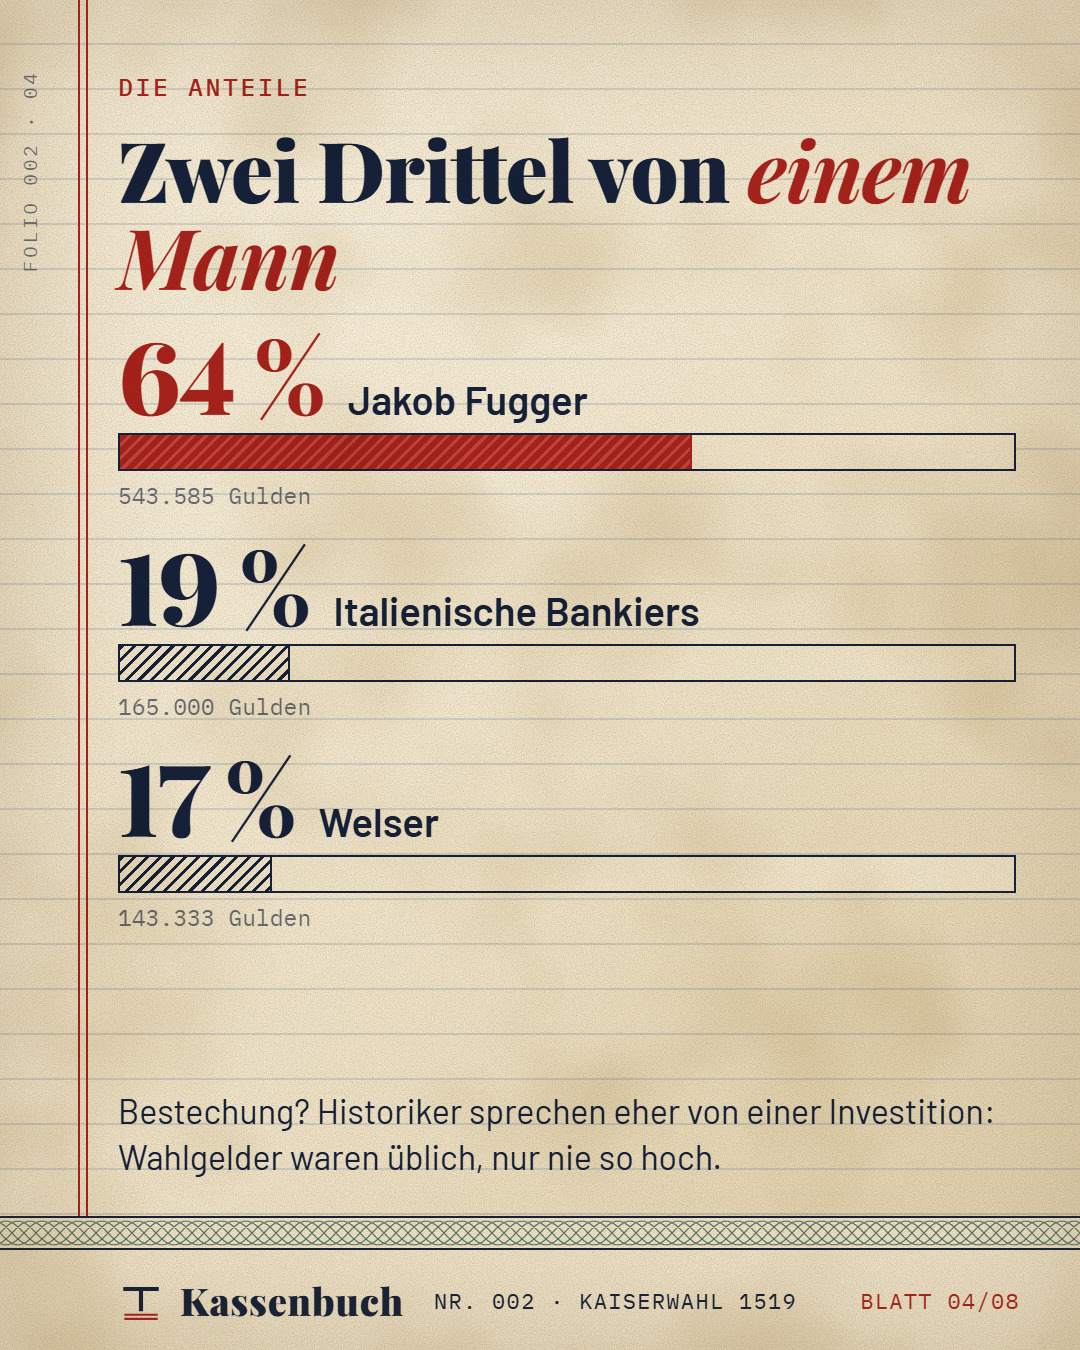 FOLIO 002 · 04
DIE ANTEILE
Zwei Drittel von einem
Mann
64 % Jakob Fugger
543.585 Gulden
19 % Italienische Bankiers
165.000 Gulden
17 % Welser
143.333 Gulden
Bestechung? Historiker sprechen eher von einer Investition:
Wahlgelder waren üblich, nur nie so hoch.
Kassenbuch NR. 002 · KAISERWAHL 1519 BLATT 04/08